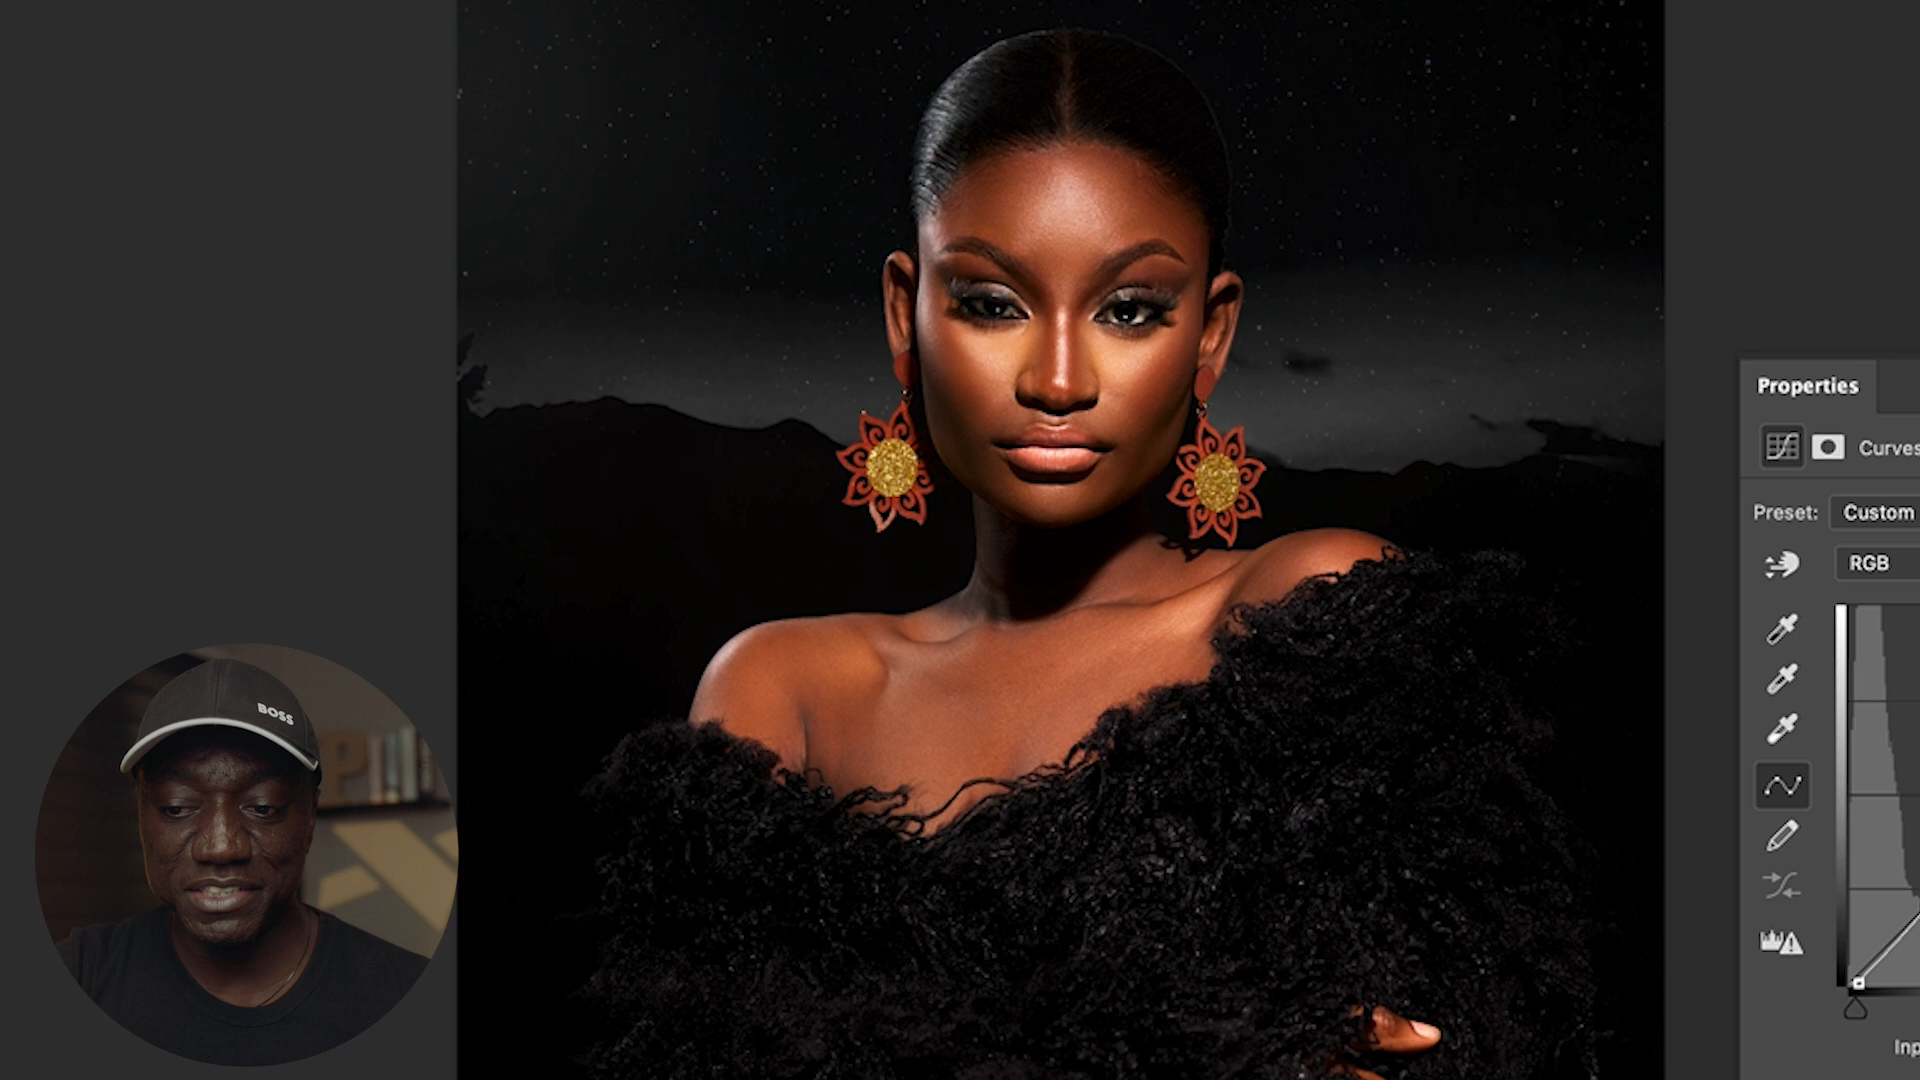 Properties
Curves
Preset: Custom
RGB
BOSS
P
Inp